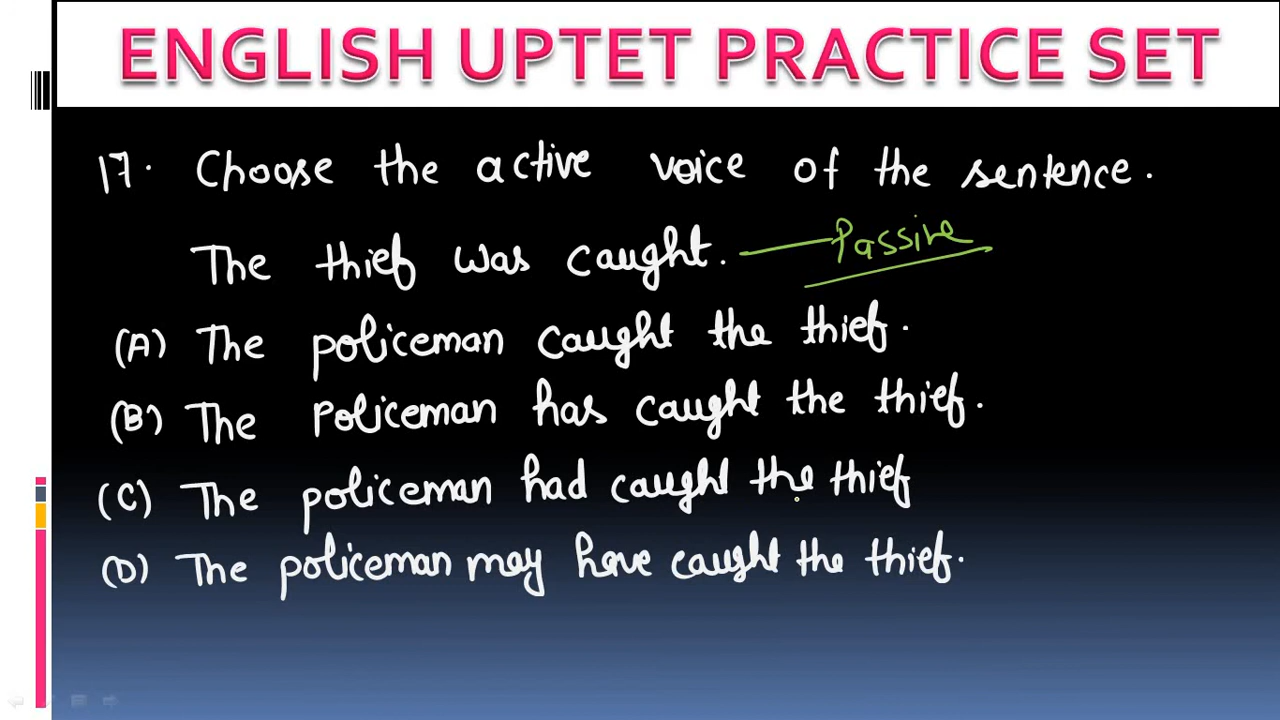 ENGLISH UPTET PRACTICE SET
17. Choose the active voice of the sentence.
The thief was caught. — Passive
(A) The policeman caught the thief.
(B) The policeman has caught the thief.
(C) The policeman had caught the thief
(D) The policeman may have caught the thief.